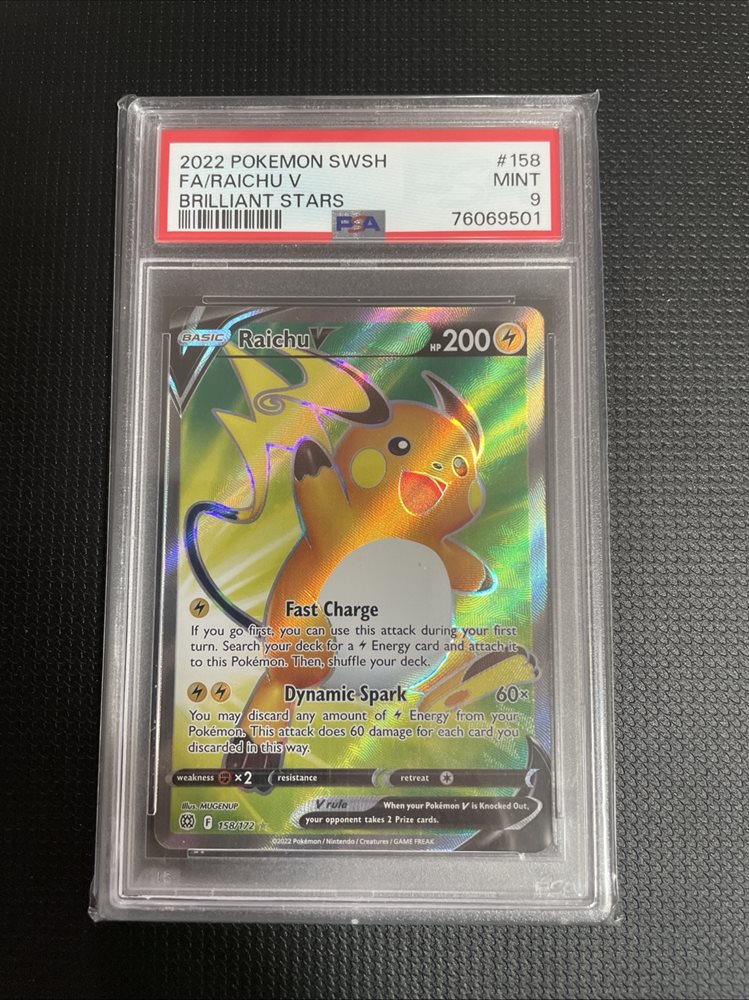 2022 POKEMON SWSH #158
FA/RAICHU V MINT
BRILLIANT STARS 9
PSA 76069501
BASIC Raichu V HP 200
Fast Charge
If you go first, you can use this attack during your first
turn. Search your deck for a Energy card and attach it
to this Pokémon. Then, shuffle your deck.
Dynamic Spark 60×
You may discard any amount of Energy from your
Pokémon. This attack does 60 damage for each card you
discarded in this way.
weakness ×2 resistance retreat
Illus. MUGENUP
V rule When your Pokémon V is Knocked Out,
your opponent takes 2 Prize cards.
F 158/172
©2022 Pokémon / Nintendo / Creatures / GAME FREAK